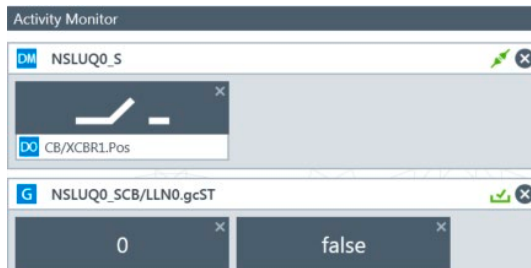 Activity Monitor
DM NSLUQ0_S
DO CB/XCBR1.Pos
G NSLUQ0_SCB/LLN0.gcST
0 false